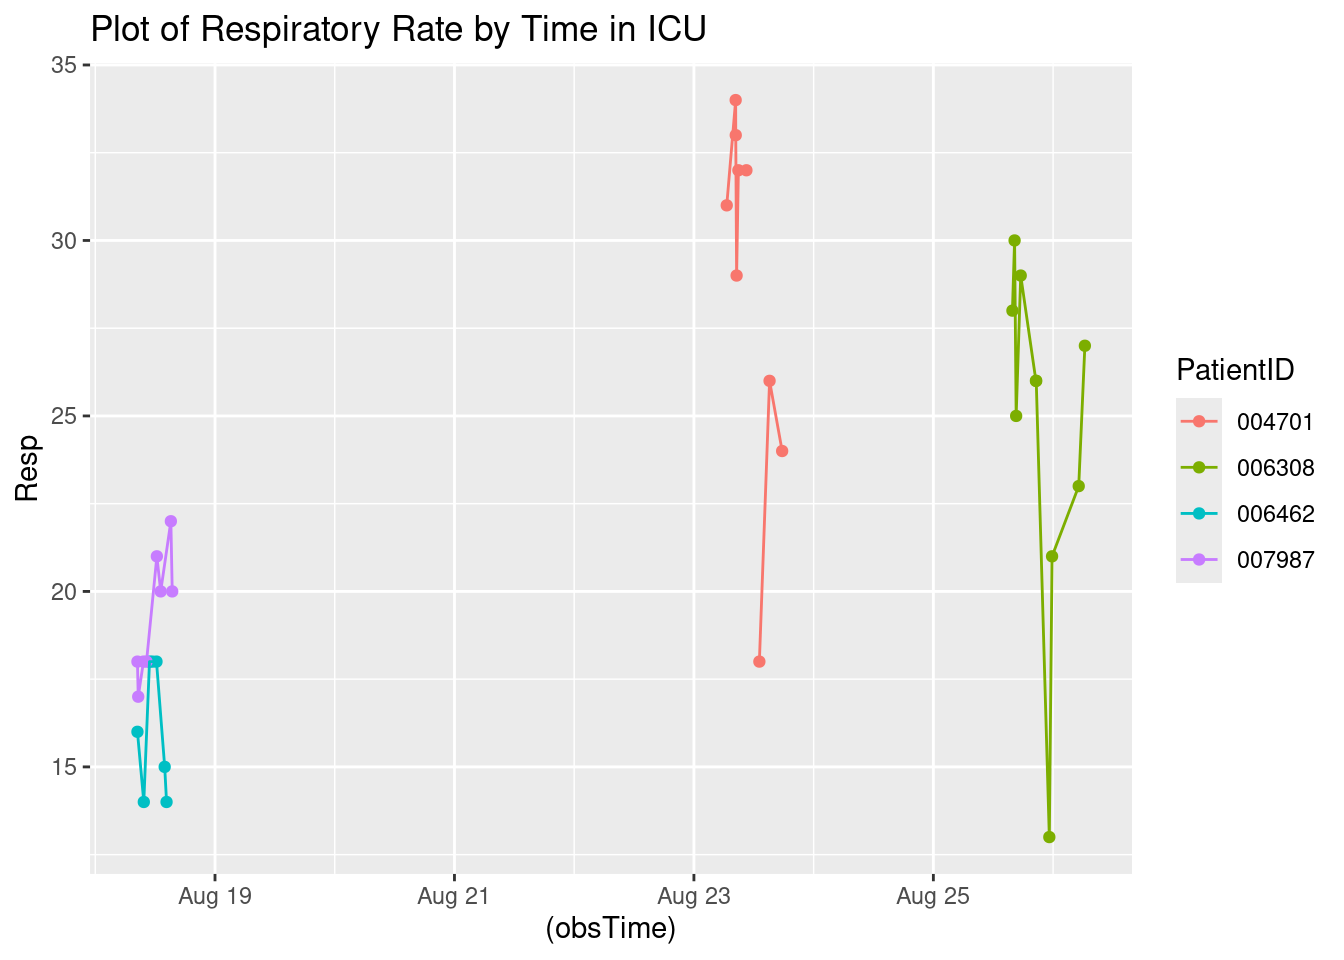 Plot of Respiratory Rate by Time in ICU
35
30
25
20
15
Resp
Aug 19
Aug 21
Aug 23
Aug 25
(obsTime)
PatientID
004701
006308
006462
007987